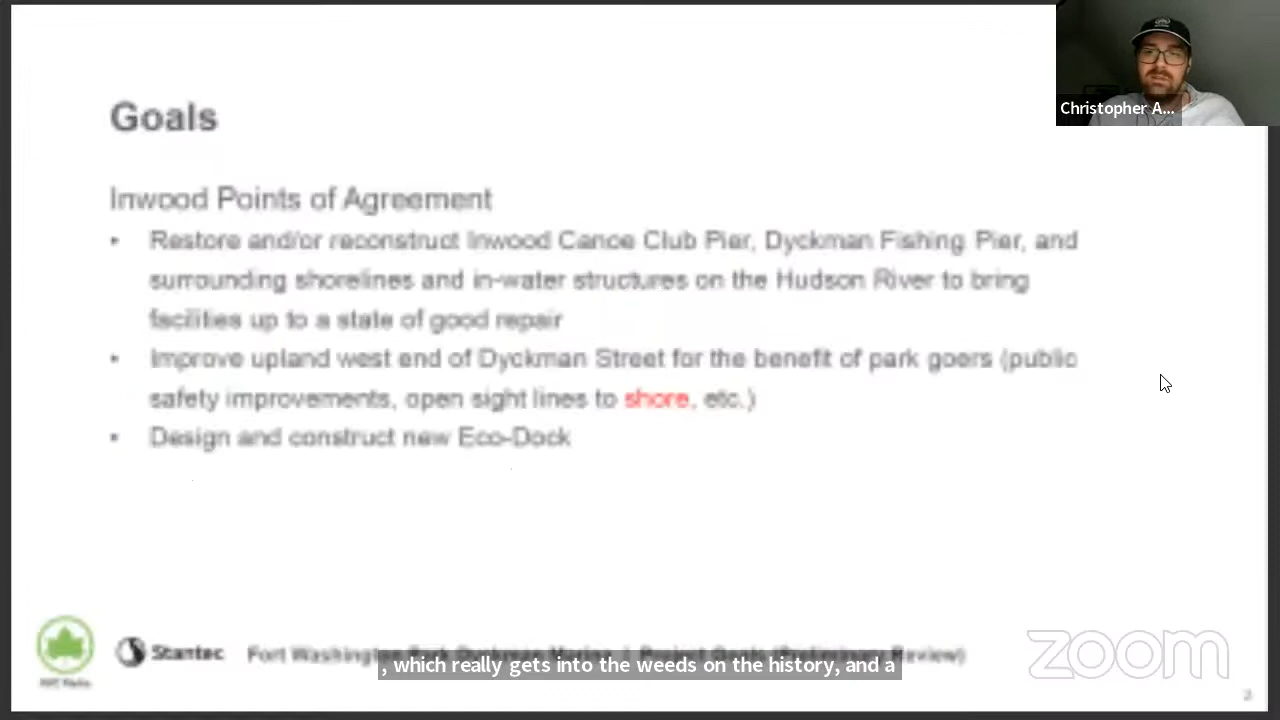 Christopher A...
Goals
Inwood Points of Agreement
• Restore and/or reconstruct Inwood Canoe Club Pier, Dyckman Fishing Pier, and
surrounding shorelines and in-water structures on the Hudson River to bring
facilities up to a state of good repair
• Improve upland west end of Dyckman Street for the benefit of park goers (public
safety improvements, open sight lines to shore, etc.)
• Design and construct new Eco-Dock
NYC Parks
Stantec
Fort Washington Park Dyckman Marina | Project Goals (Preliminary Review)
, which really gets into the weeds on the history, and a
zoom
2